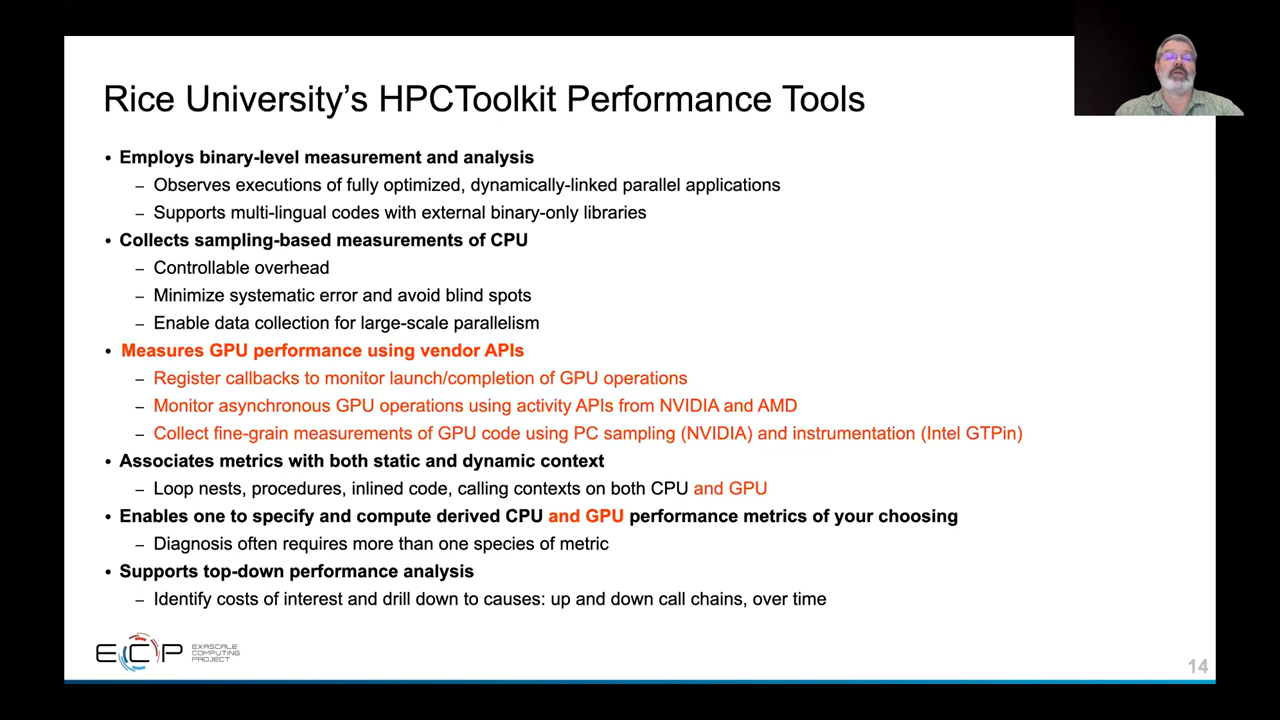 Rice University's HPCToolkit Performance Tools
• Employs binary-level measurement and analysis
– Observes executions of fully optimized, dynamically-linked parallel applications
– Supports multi-lingual codes with external binary-only libraries
• Collects sampling-based measurements of CPU
– Controllable overhead
– Minimize systematic error and avoid blind spots
– Enable data collection for large-scale parallelism
• Measures GPU performance using vendor APIs
– Register callbacks to monitor launch/completion of GPU operations
– Monitor asynchronous GPU operations using activity APIs from NVIDIA and AMD
– Collect fine-grain measurements of GPU code using PC sampling (NVIDIA) and instrumentation (Intel GTPin)
• Associates metrics with both static and dynamic context
– Loop nests, procedures, inlined code, calling contexts on both CPU and GPU
• Enables one to specify and compute derived CPU and GPU performance metrics of your choosing
– Diagnosis often requires more than one species of metric
• Supports top-down performance analysis
– Identify costs of interest and drill down to causes: up and down call chains, over time
ECP
EXASCALE
COMPUTING
PROJECT
14